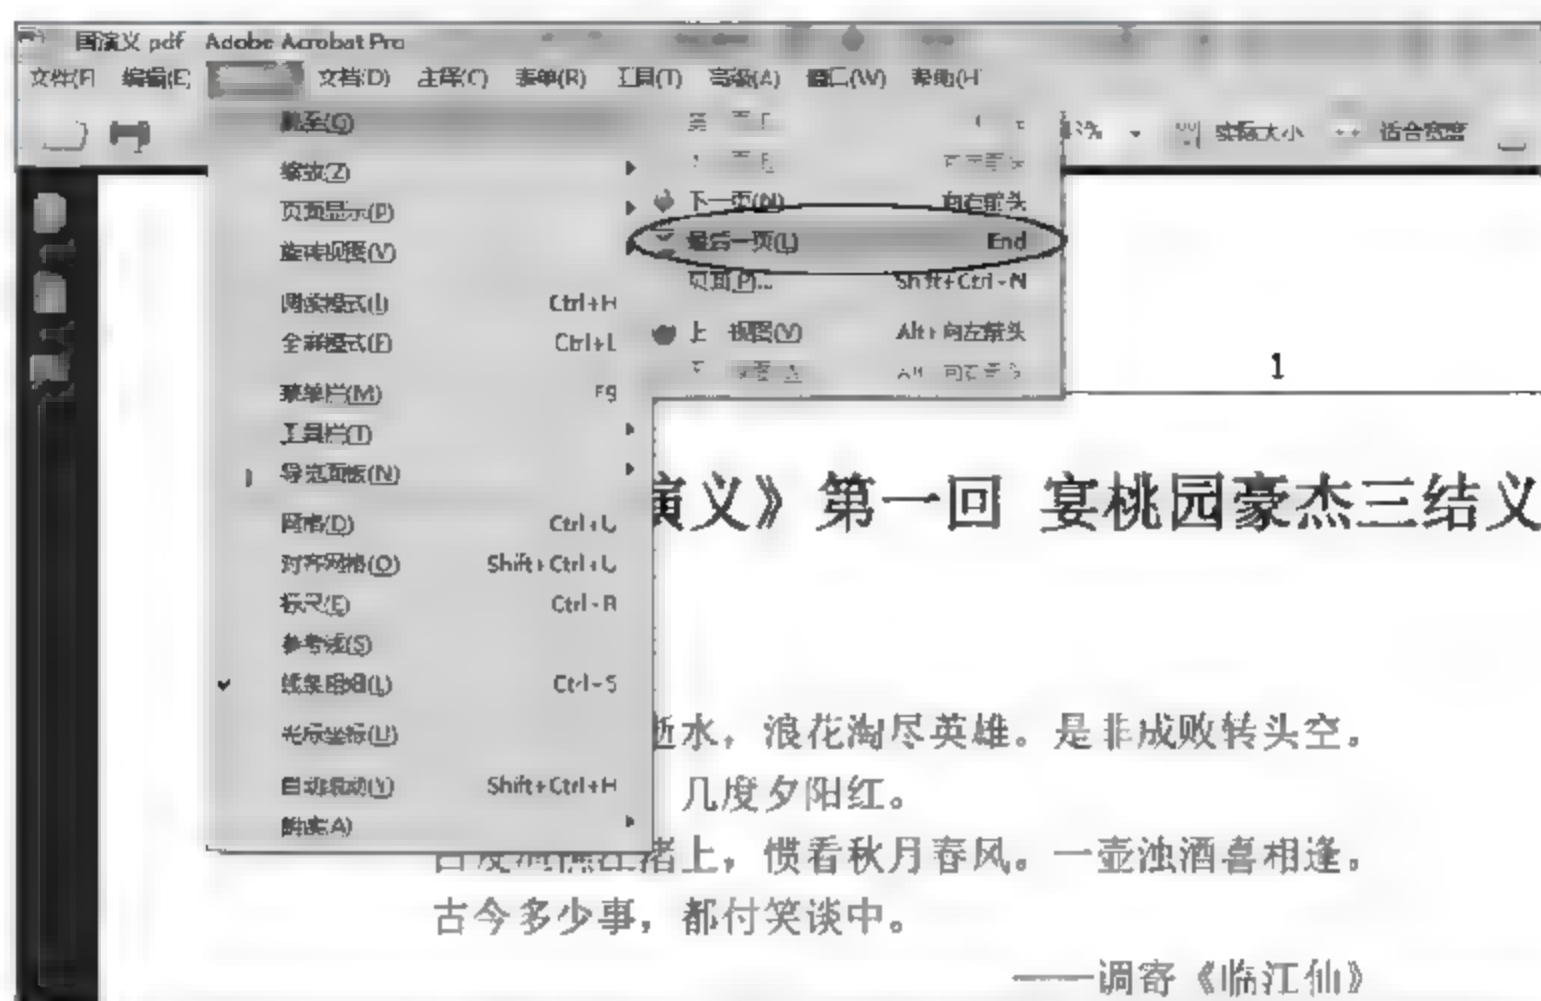 国演义 pdf Adobe Acrobat Pro
文件(F 编辑(E) 文档(D) 注释(C) 表单(R) 工具(T) 高级(A) 窗口(W) 帮助(H
跳至(G)
缩放(Z)
页面显示(P)
旋转视图(V)
阅读模式(I) Ctrl+H
全屏模式(F) Ctrl+L
菜单栏(M) F9
工具栏(T)
导览面板(N)
网格(D) Ctrl+U
对齐网格(O) Shift+Ctrl+U
标尺(E) Ctrl+R
参考线(S)
线条粗细(L) Ctrl+5
光标坐标(U)
自动滚动(Y) Shift+Ctrl+H
下一页(N) 向右箭头
最后一页(L) End
页面(P)... Shift+Ctrl+N
上 视图(V) Alt+向左箭头
实际大小 适合宽度
1
演义》第一回 宴桃园豪杰三结义
逝水，浪花淘尽英雄。是非成败转头空。
几度夕阳红。
渚上，惯看秋月春风。一壶浊酒喜相逢。
古今多少事，都付笑谈中。
——调寄《临江仙》